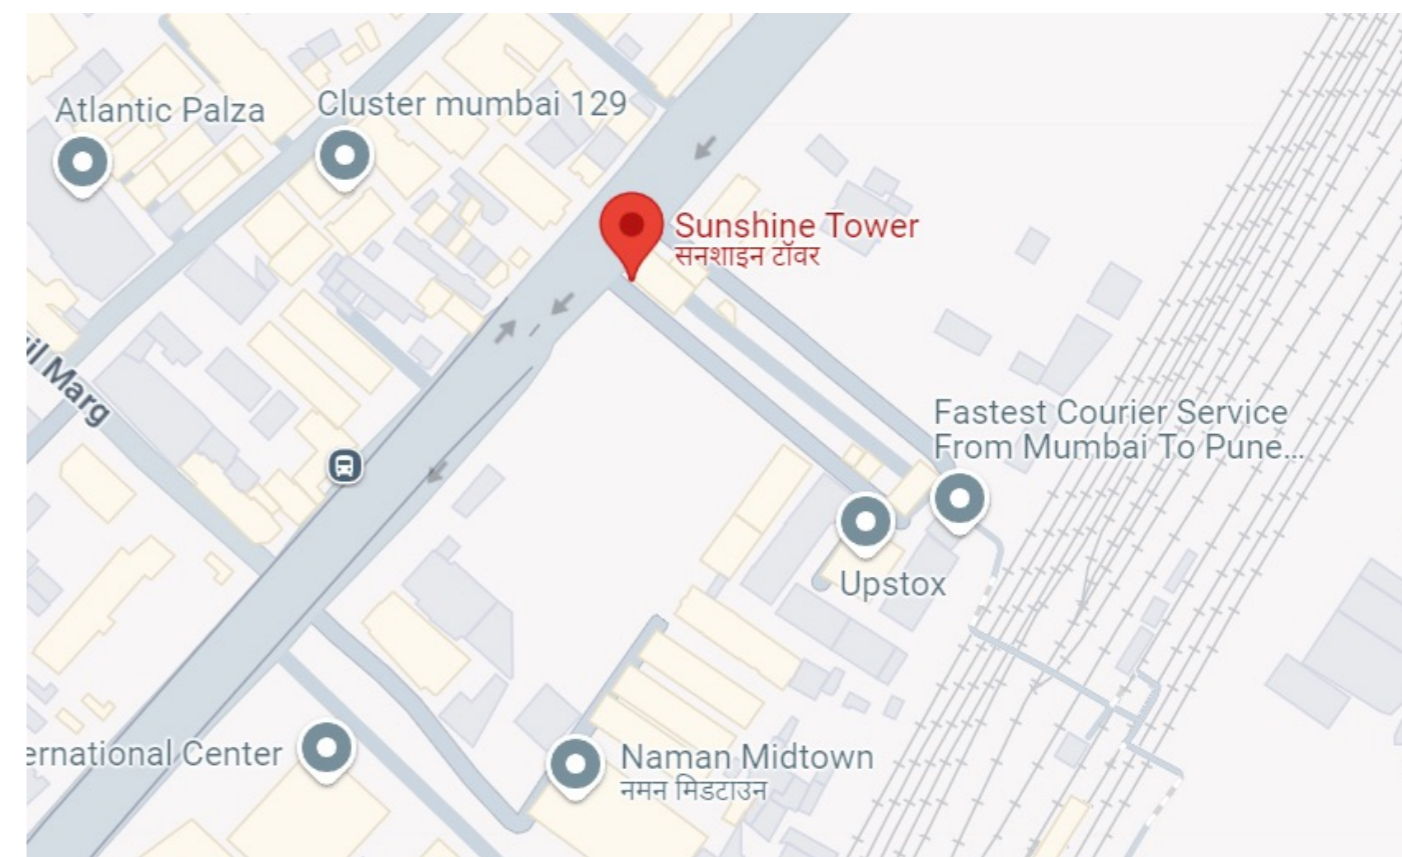 Atlantic Palza
Cluster mumbai 129
Sunshine Tower
सनशाइन टॉवर
il Marg
Fastest Courier Service
From Mumbai To Pune...
Upstox
ernational Center
Naman Midtown
नमन मिडटाउन